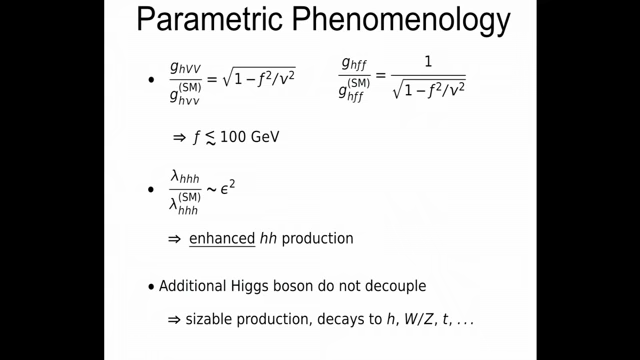 Parametric Phenomenology
• g_hVV / g_hvv^(SM) = √(1 − f²/v²)    g_hff / g_hff^(SM) = 1 / √(1 − f²/v²)
⇒ f ≲ 100 GeV
• λ_hhh / λ_hhh^(SM) ~ ϵ²
⇒ enhanced hh production
• Additional Higgs boson do not decouple
⇒ sizable production, decays to h, W/Z, t, ...